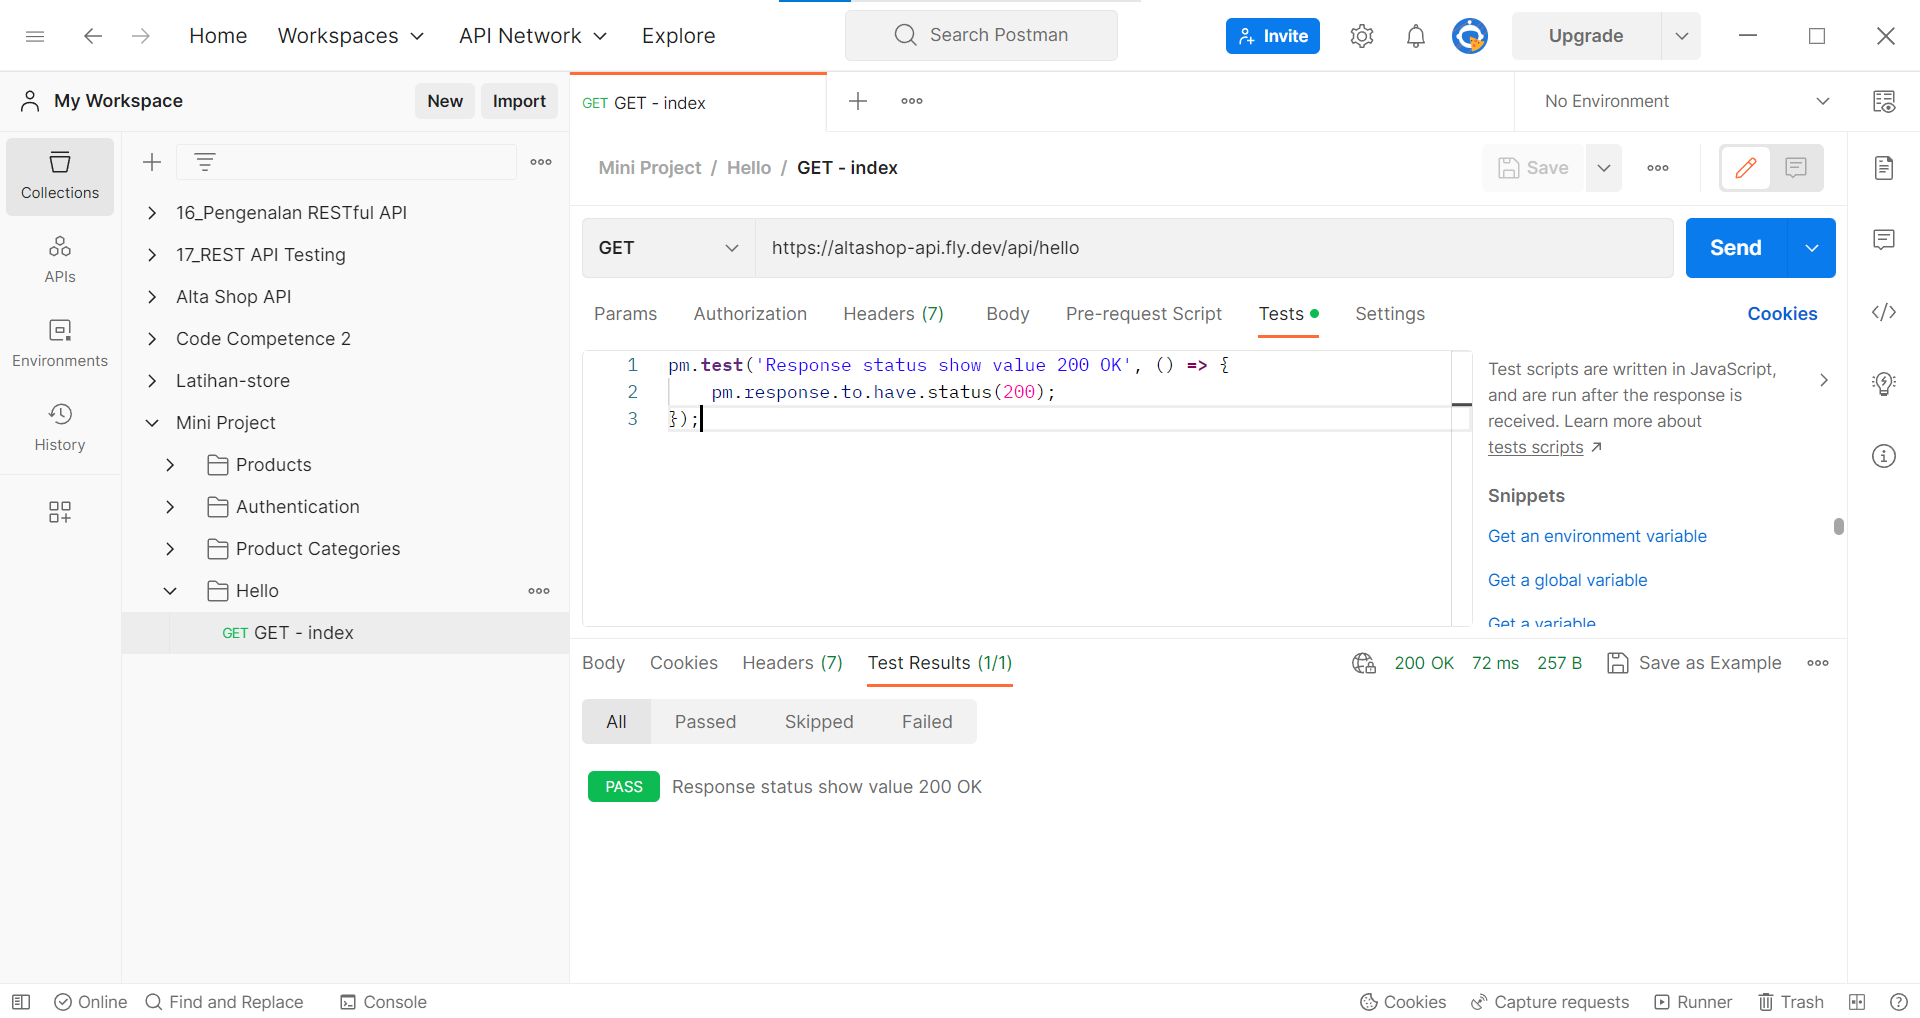 Home Workspaces API Network Explore Search Postman Invite Upgrade
My Workspace New Import GET GET - index No Environment
Collections
APIs
Environments
History
16_Pengenalan RESTful API
17_REST API Testing
Alta Shop API
Code Competence 2
Latihan-store
Mini Project
Products
Authentication
Product Categories
Hello
GET GET - index
Mini Project / Hello / GET - index Save
GET https://altashop-api.fly.dev/api/hello Send
Params Authorization Headers (7) Body Pre-request Script Tests Settings Cookies
1 pm.test('Response status show value 200 OK', () => {
2 pm.response.to.have.status(200);
3 });
Test scripts are written in JavaScript,
and are run after the response is
received. Learn more about
tests scripts
Snippets
Get an environment variable
Get a global variable
Get a variable
Body Cookies Headers (7) Test Results (1/1) 200 OK 72 ms 257 B Save as Example
All Passed Skipped Failed
PASS Response status show value 200 OK
Online Find and Replace Console Cookies Capture requests Runner Trash